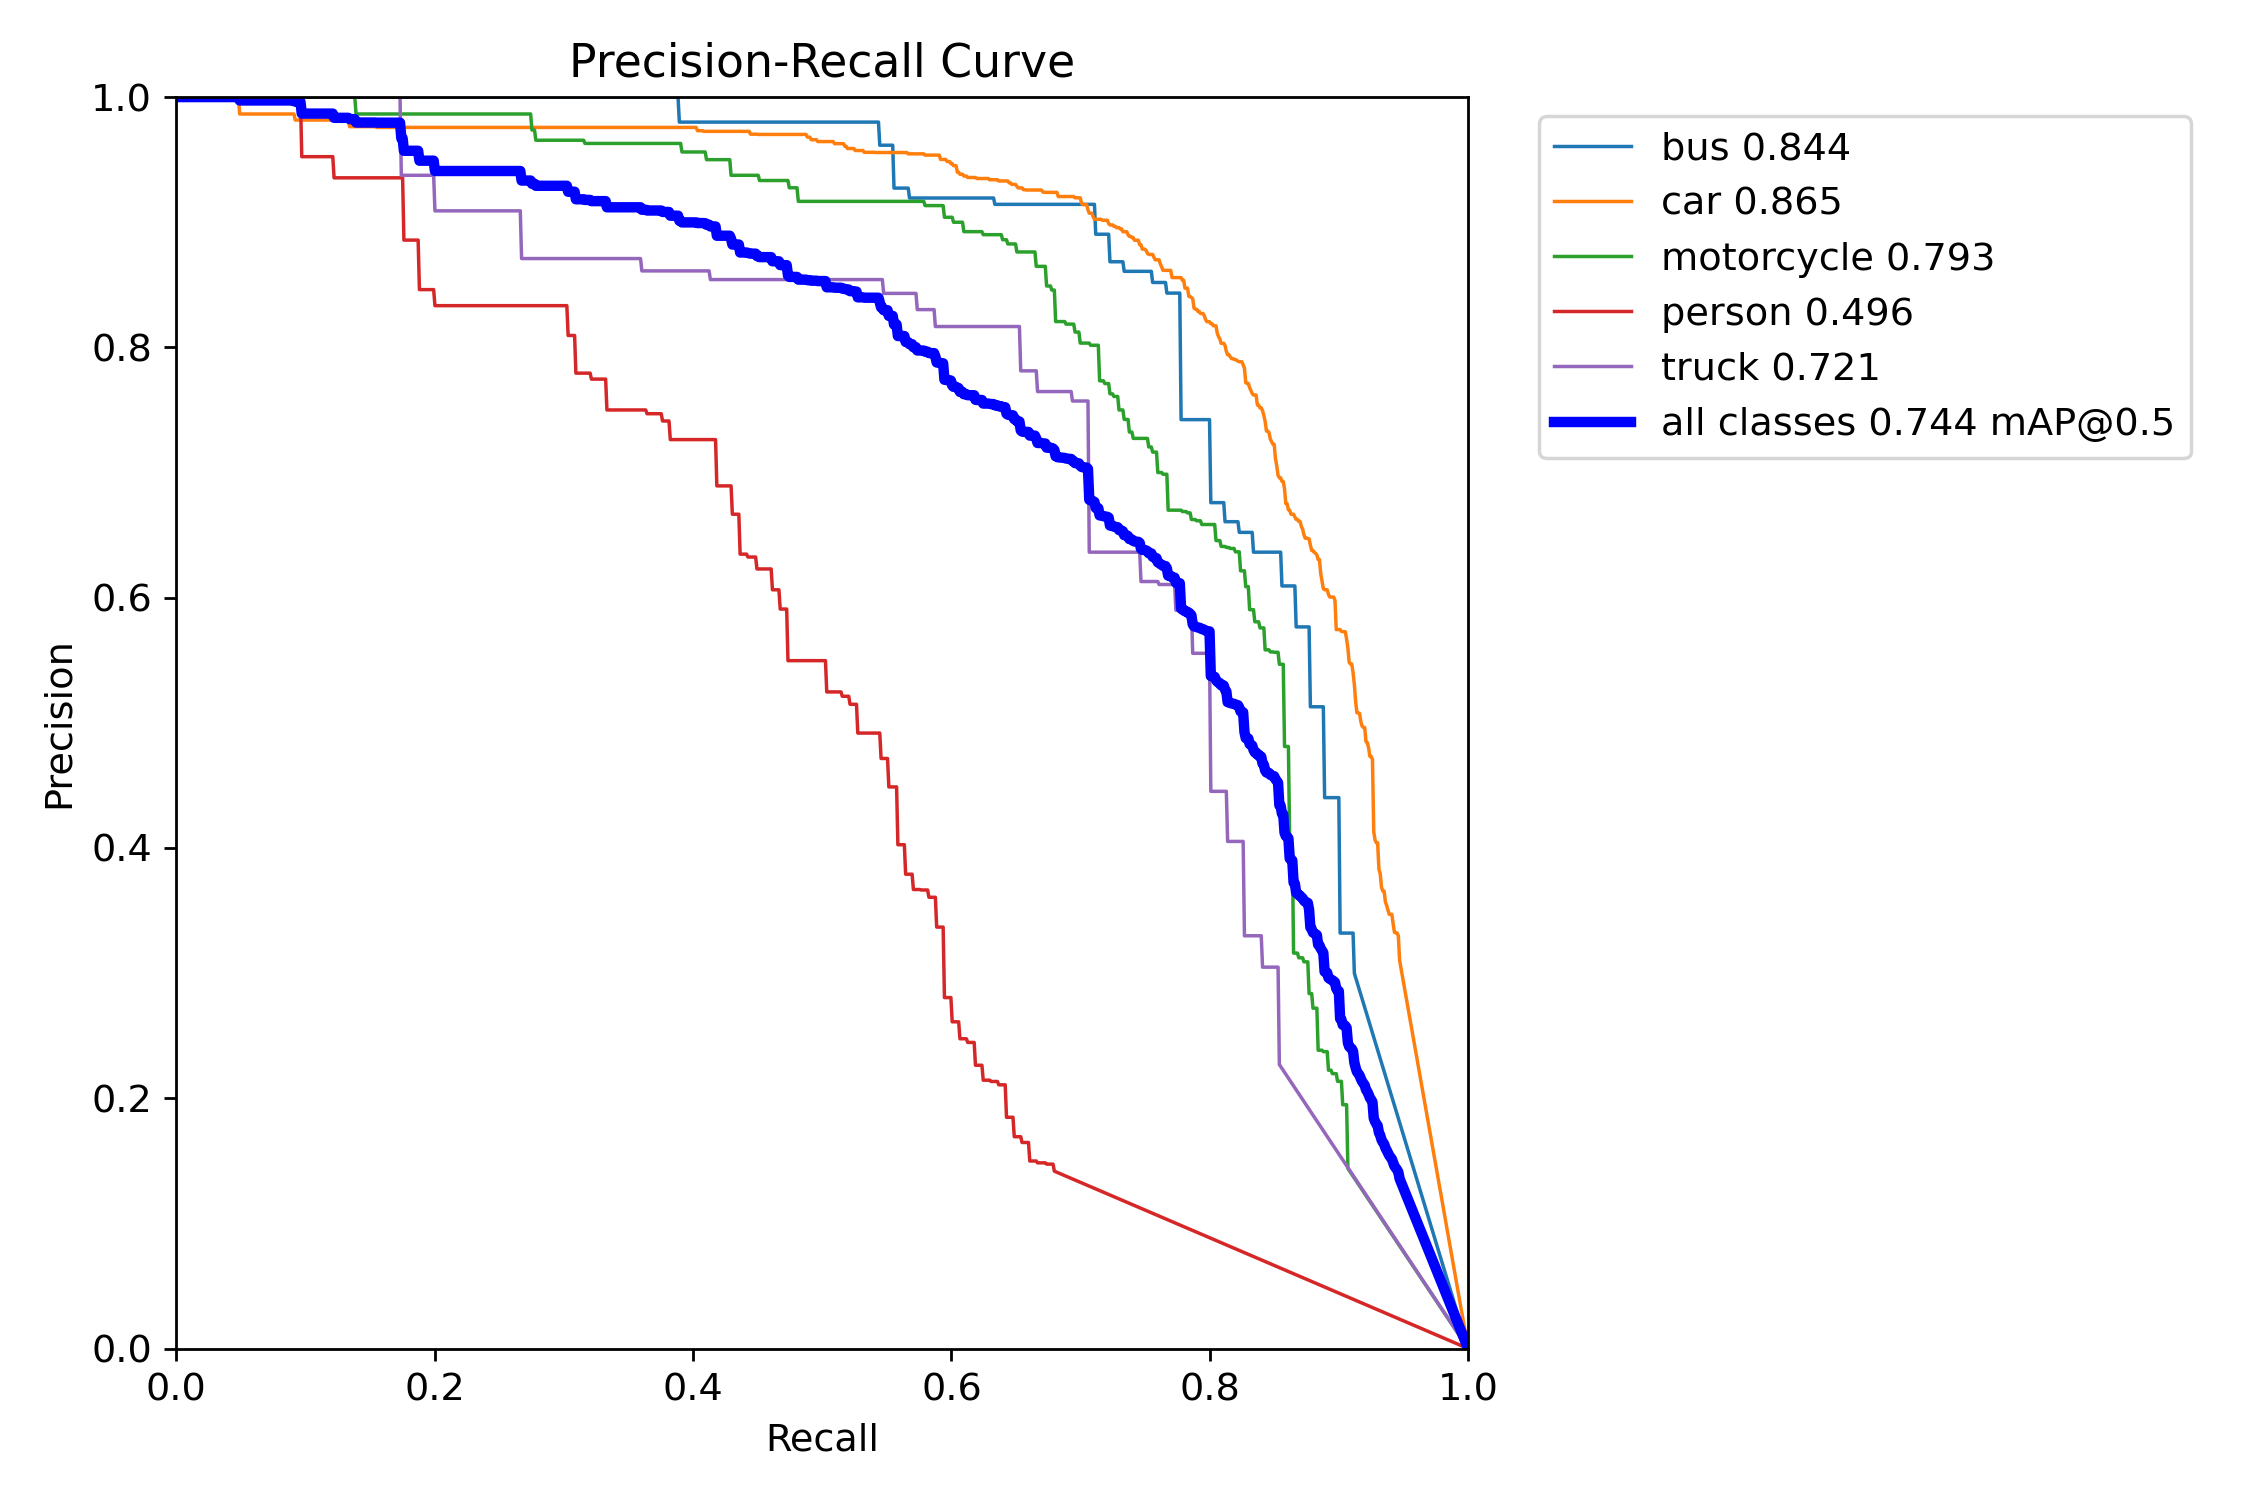 Precision-Recall Curve
1.0
0.8
0.6
0.4
0.2
0.0
Precision
0.0 0.2 0.4 0.6 0.8 1.0
Recall
bus 0.844
car 0.865
motorcycle 0.793
person 0.496
truck 0.721
all classes 0.744 mAP@0.5